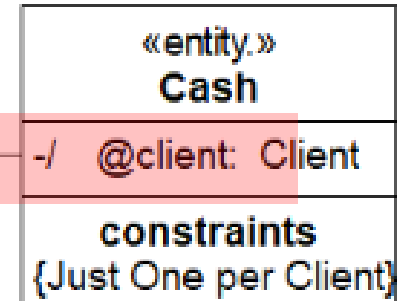 «entity.»
Cash
-/ @client: Client
constraints
{Just One per Client}